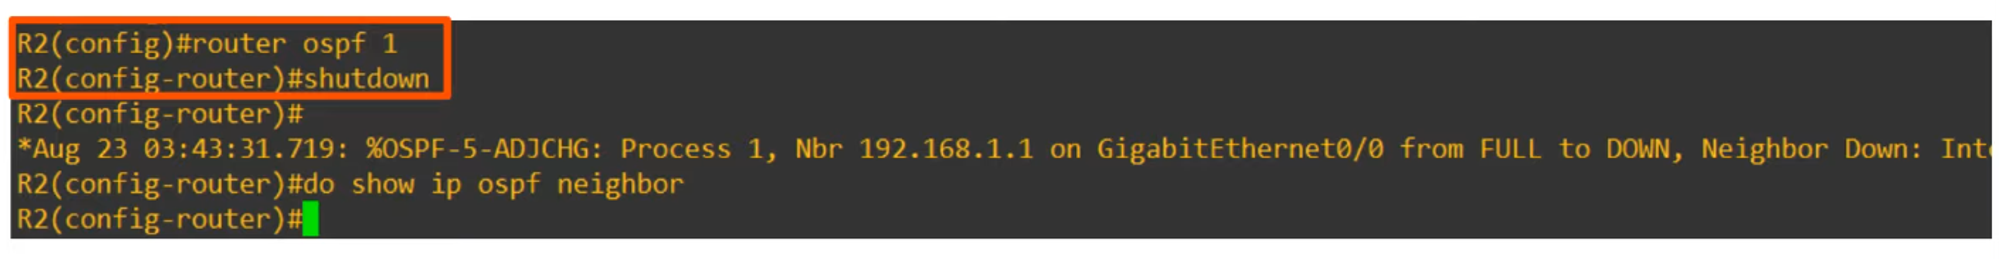 R2(config)#router ospf 1
R2(config-router)#shutdown
R2(config-router)#
*Aug 23 03:43:31.719: %OSPF-5-ADJCHG: Process 1, Nbr 192.168.1.1 on GigabitEthernet0/0 from FULL to DOWN, Neighbor Down: Int
R2(config-router)#do show ip ospf neighbor
R2(config-router)#